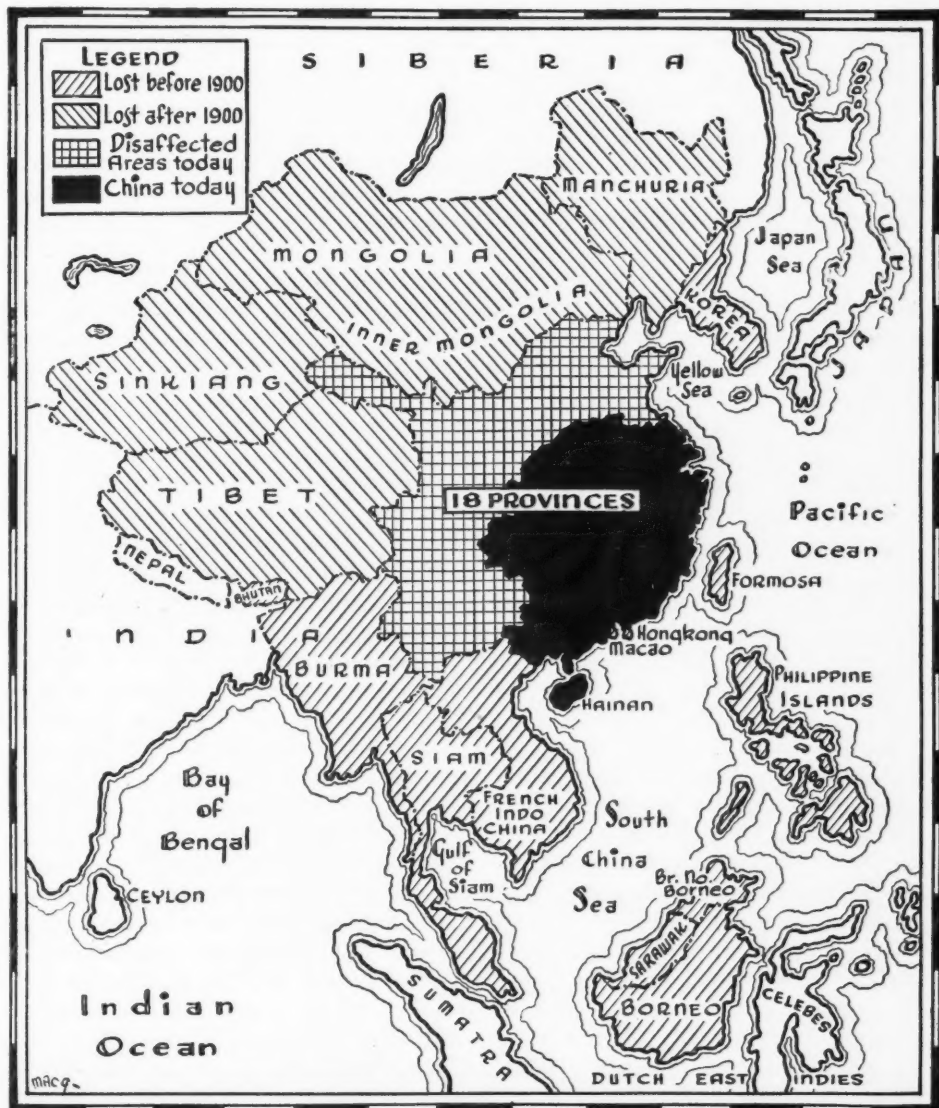 LEGEND
Lost before 1900
Lost after 1900
Disaffected
Areas today
China today
SIBERIA
MANCHURIA
MONGOLIA
INNER MONGOLIA
Japan
Sea
JAPAN
KOREA
Yellow
Sea
SINKIANG
TIBET
18 PROVINCES
Pacific
Ocean
NEPAL
BHUTAN
FORMOSA
INDIA
BURMA
Hongkong
Macao
HAINAN
PHILIPPINE
ISLANDS
SIAM
FRENCH
INDO
CHINA
Bay
of
Bengal
Gulf
of
Siam
South
China
Sea
CEYLON
Br. No.
Borneo
SARAWAK
BORNEO
CELEBES
SUMATRA
Indian
Ocean
DUTCH EAST INDIES
MACQ-